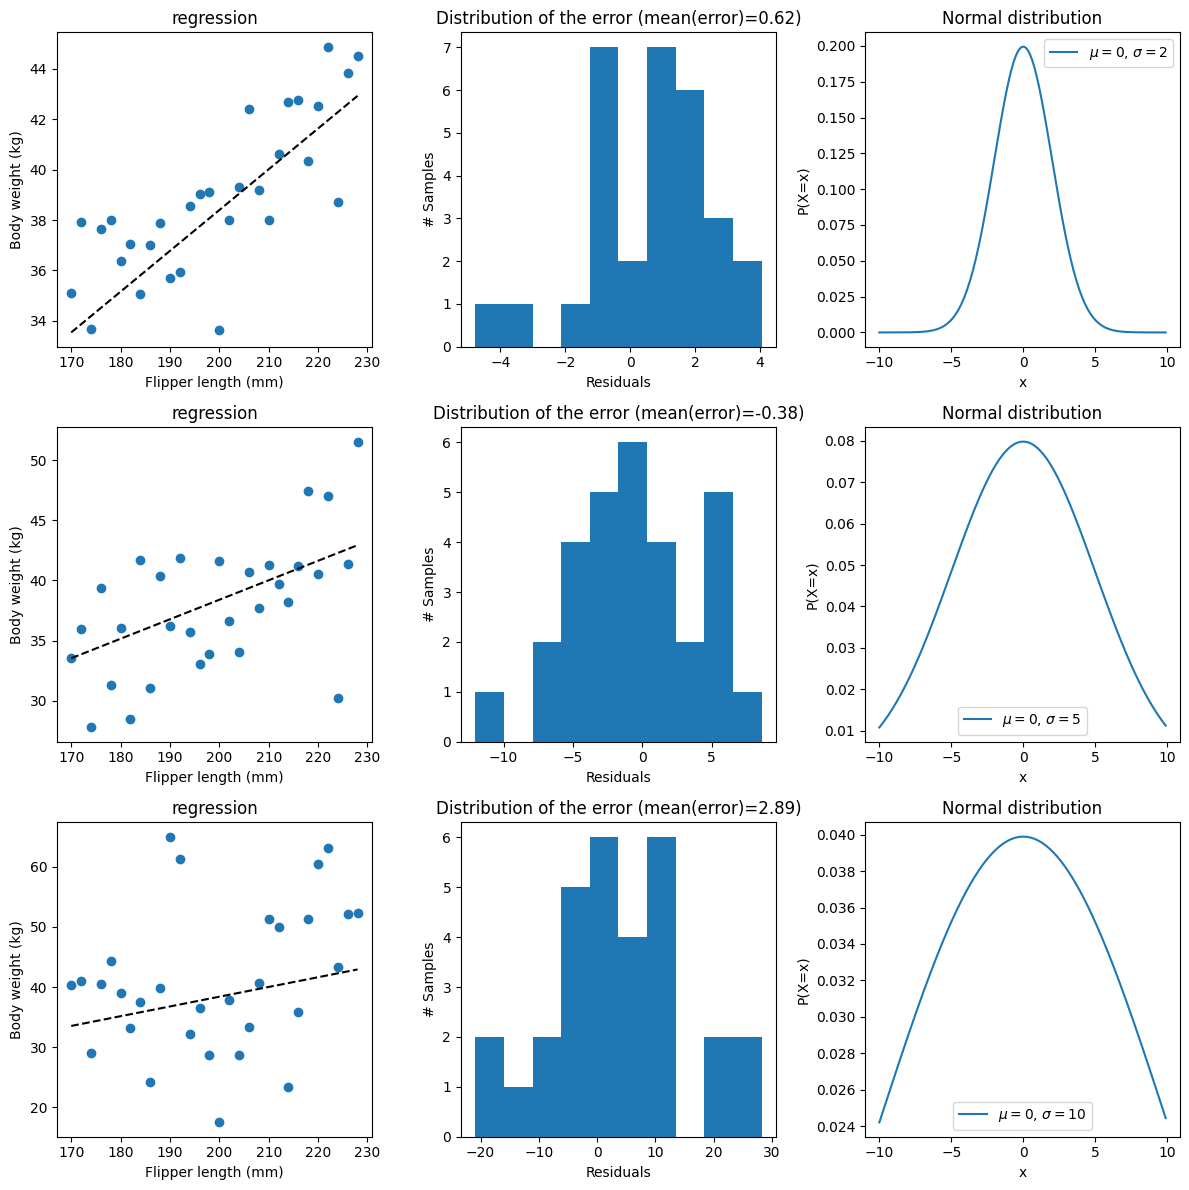 regression
Body weight (kg)
44
42
40
38
36
34
170 180 190 200 210 220 230
Flipper length (mm)
Distribution of the error (mean(error)=0.62)
# Samples
7
6
5
4
3
2
1
0
−4 −2 0 2 4
Residuals
Normal distribution
P(X=x)
0.200
0.175
0.150
0.125
0.100
0.075
0.050
0.025
0.000
μ = 0, σ = 2
−10 −5 0 5 10
x
regression
Body weight (kg)
50
45
40
35
30
170 180 190 200 210 220 230
Flipper length (mm)
Distribution of the error (mean(error)=-0.38)
# Samples
6
5
4
3
2
1
0
−10 −5 0 5
Residuals
Normal distribution
P(X=x)
0.08
0.07
0.06
0.05
0.04
0.03
0.02
0.01
μ = 0, σ = 5
−10 −5 0 5 10
x
regression
Body weight (kg)
60
50
40
30
20
170 180 190 200 210 220 230
Flipper length (mm)
Distribution of the error (mean(error)=2.89)
# Samples
6
5
4
3
2
1
0
−20 −10 0 10 20 30
Residuals
Normal distribution
P(X=x)
0.040
0.038
0.036
0.034
0.032
0.030
0.028
0.026
0.024
μ = 0, σ = 10
−10 −5 0 5 10
x